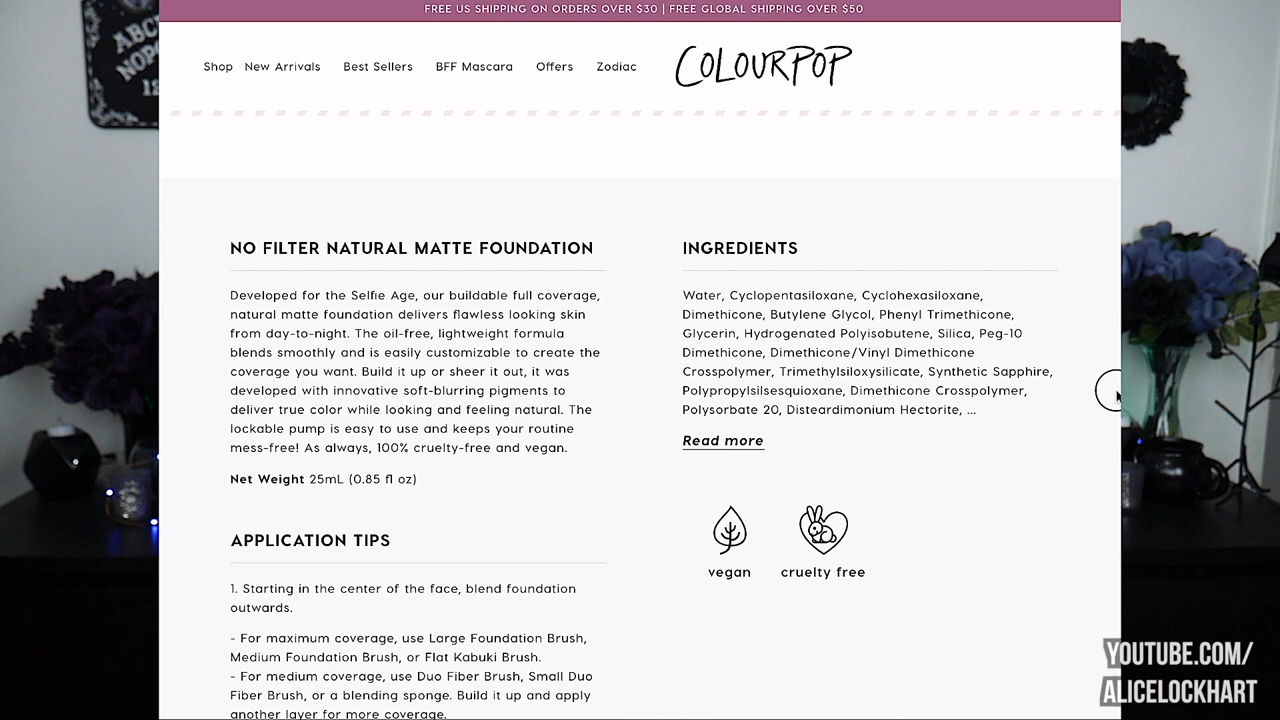 FREE US SHIPPING ON ORDERS OVER $30 | FREE GLOBAL SHIPPING OVER $50
Shop New Arrivals Best Sellers BFF Mascara Offers Zodiac
COLOURPOP
NO FILTER NATURAL MATTE FOUNDATION
Developed for the Selfie Age, our buildable full coverage,
natural matte foundation delivers flawless looking skin
from day-to-night. The oil-free, lightweight formula
blends smoothly and is easily customizable to create the
coverage you want. Build it up or sheer it out, it was
developed with innovative soft-blurring pigments to
deliver true color while looking and feeling natural. The
lockable pump is easy to use and keeps your routine
mess-free! As always, 100% cruelty-free and vegan.
Net Weight 25mL (0.85 fl oz)
APPLICATION TIPS
1. Starting in the center of the face, blend foundation
outwards.
- For maximum coverage, use Large Foundation Brush,
Medium Foundation Brush, or Flat Kabuki Brush.
- For medium coverage, use Duo Fiber Brush, Small Duo
Fiber Brush, or a blending sponge. Build it up and apply
another layer for more coverage.
INGREDIENTS
Water, Cyclopentasiloxane, Cyclohexasiloxane,
Dimethicone, Butylene Glycol, Phenyl Trimethicone,
Glycerin, Hydrogenated Polyisobutene, Silica, Peg-10
Dimethicone, Dimethicone/Vinyl Dimethicone
Crosspolymer, Trimethylsiloxysilicate, Synthetic Sapphire,
Polypropylsilsesquioxane, Dimethicone Crosspolymer,
Polysorbate 20, Disteardimonium Hectorite, ...
Read more
vegan cruelty free
ABC
NOP
12
YOUTUBE.COM/
ALICELOCKHART